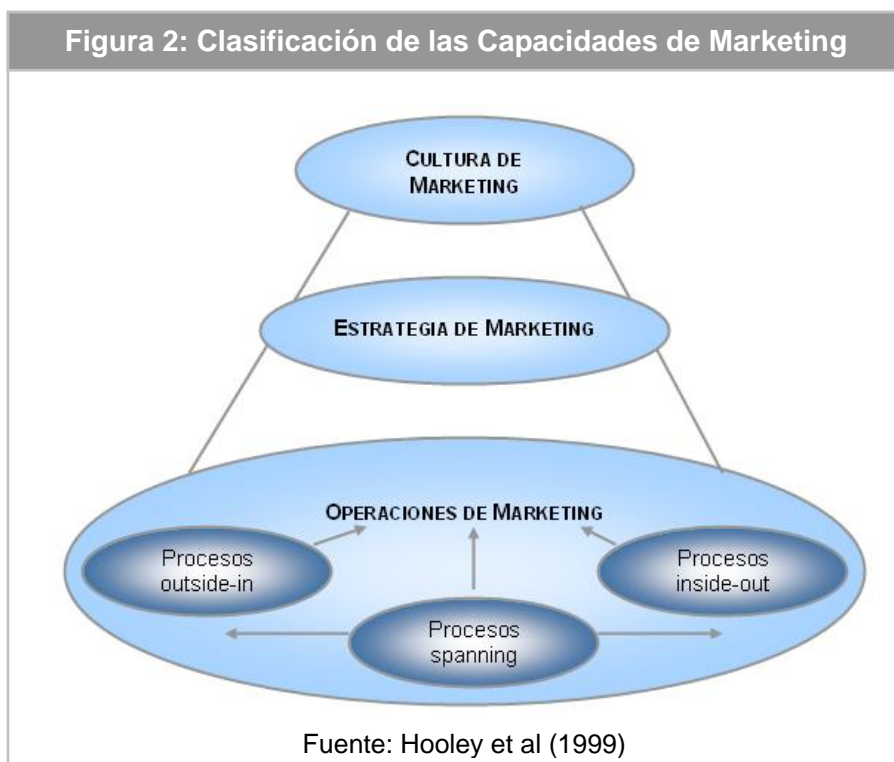 Figura 2: Clasificación de las Capacidades de Marketing
CULTURA DE
MARKETING
ESTRATEGIA DE MARKETING
OPERACIONES DE MARKETING
Procesos
outside-in
Procesos
inside-out
Procesos
spanning
Fuente: Hooley et al (1999)